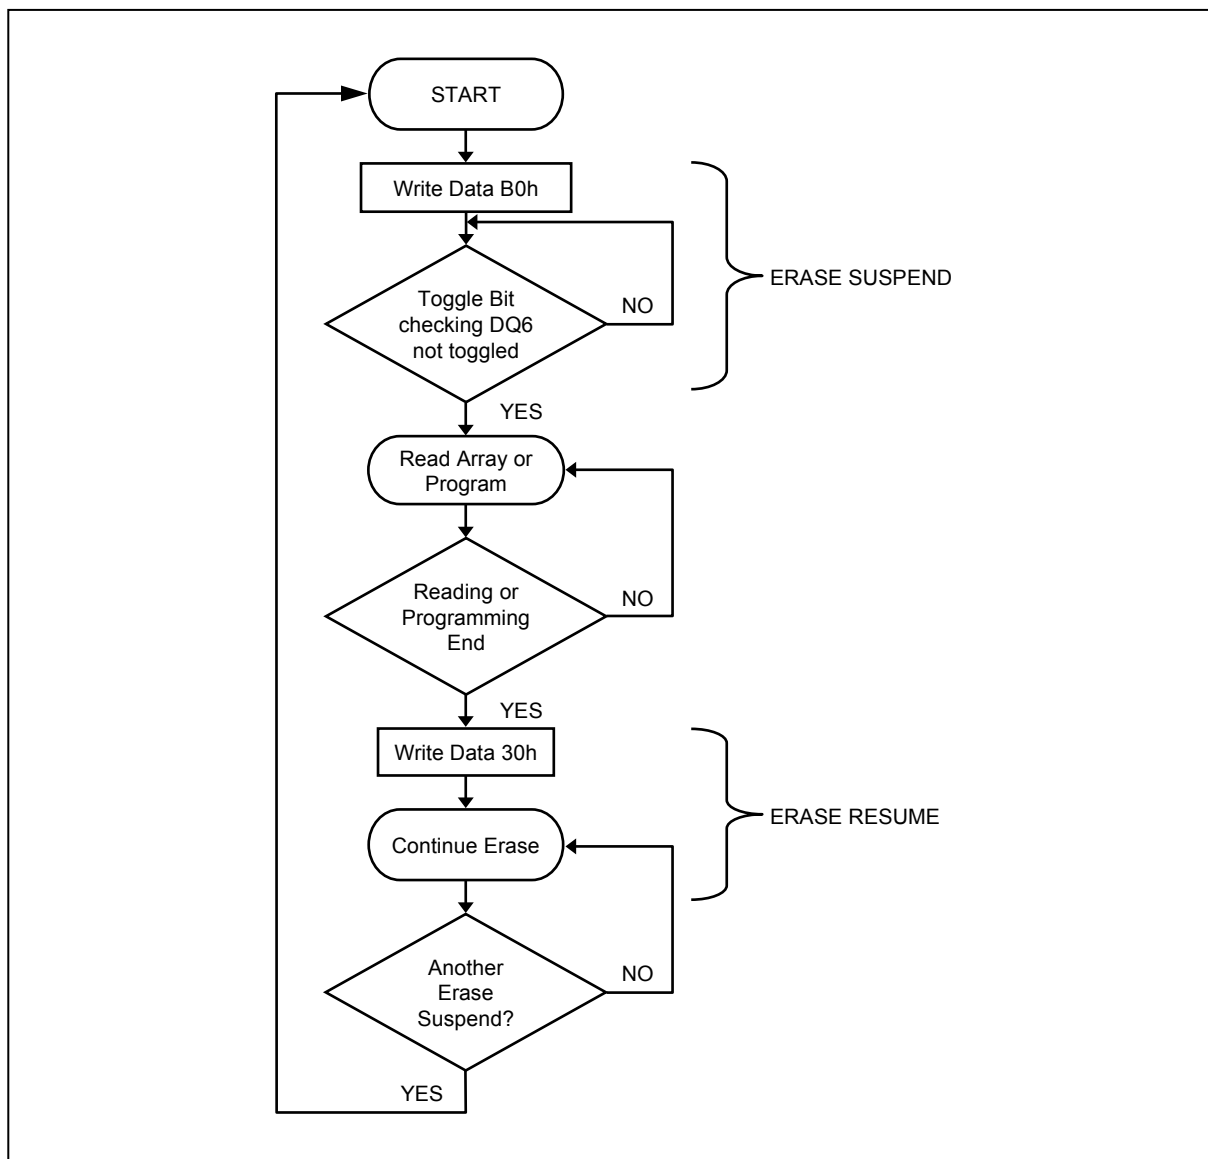 START
Write Data B0h
ERASE SUSPEND
Toggle Bit
checking DQ6
not toggled
NO
YES
Read Array or
Program
Reading or
Programming
End
NO
YES
Write Data 30h
ERASE RESUME
Continue Erase
Another
Erase
Suspend?
NO
YES